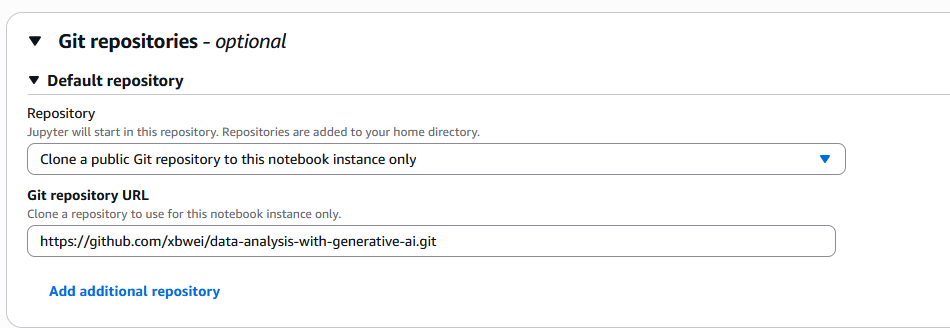 Git repositories - optional
Default repository
Repository
Jupyter will start in this repository. Repositories are added to your home directory.
Clone a public Git repository to this notebook instance only
Git repository URL
Clone a repository to use for this notebook instance only.
https://github.com/xbwei/data-analysis-with-generative-ai.git
Add additional repository